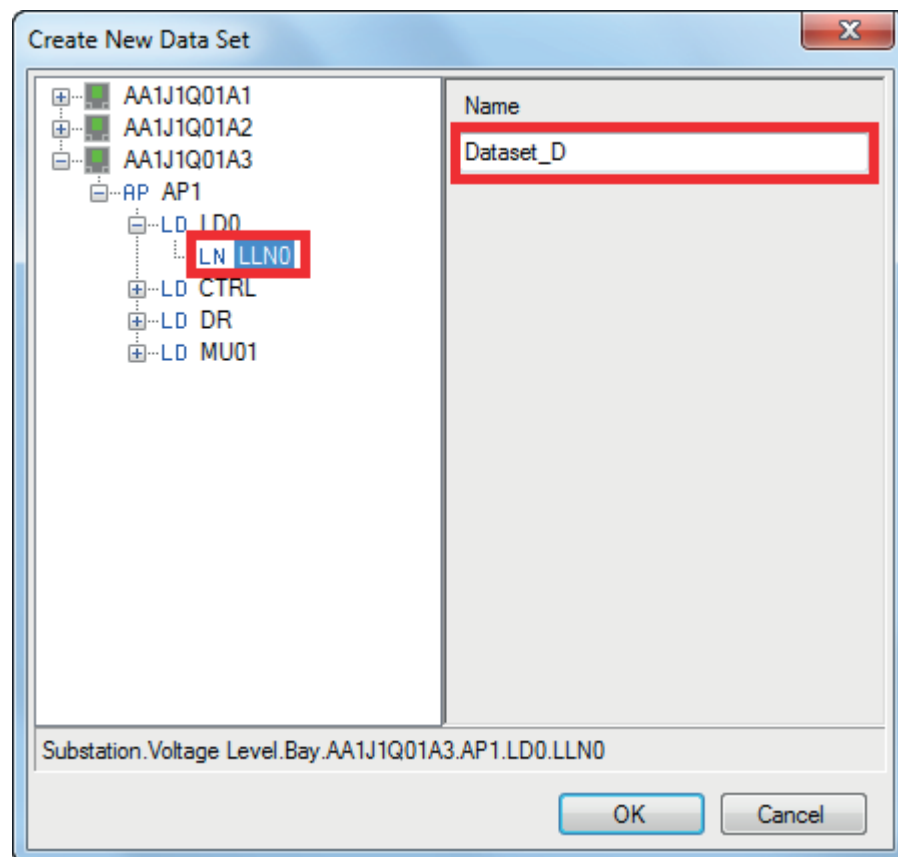 Create New Data Set
AA1J1Q01A1
AA1J1Q01A2
AA1J1Q01A3
AP AP1
LD LD0
LN LLN0
LD CTRL
LD DR
LD MU01
Name
Dataset_D
Substation.Voltage Level.Bay.AA1J1Q01A3.AP1.LD0.LLN0
OK Cancel